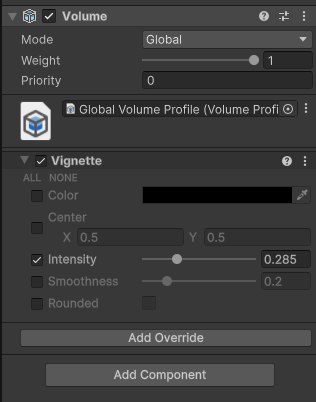 Volume
Mode Global
Weight 1
Priority 0
Global Volume Profile (Volume Profi
Vignette
ALL NONE
Color
Center
X 0.5 Y 0.5
Intensity 0.285
Smoothness 0.2
Rounded
Add Override
Add Component